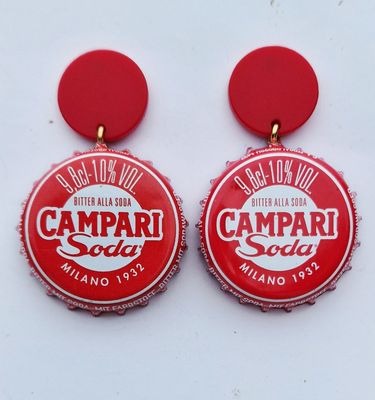 9,8cl-10% VOL.
BITTER ALLA SODA
CAMPARI
Soda
MILANO 1932
9,8cl-10% VOL.
BITTER ALLA SODA
CAMPARI
Soda
MILANO 1932